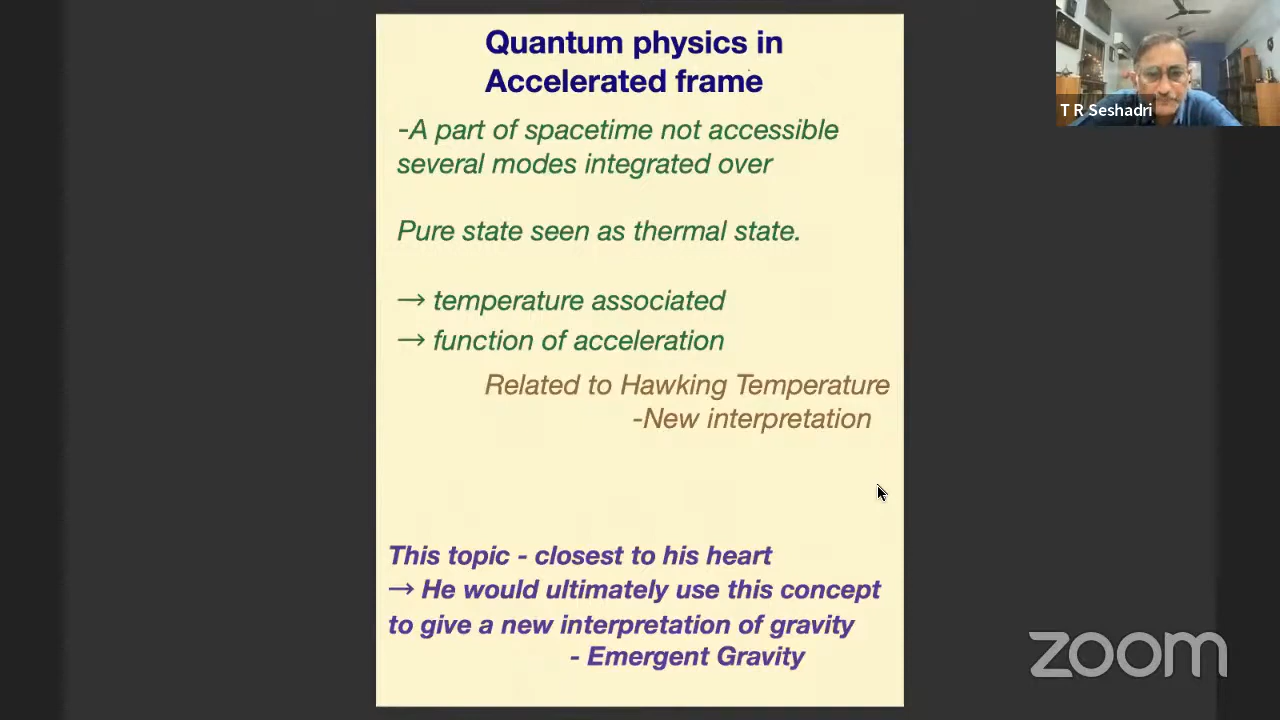 Quantum physics in
Accelerated frame
-A part of spacetime not accessible
several modes integrated over
Pure state seen as thermal state.
→ temperature associated
→ function of acceleration
Related to Hawking Temperature
-New interpretation
This topic - closest to his heart
→ He would ultimately use this concept
to give a new interpretation of gravity
- Emergent Gravity
T R Seshadri
zoom